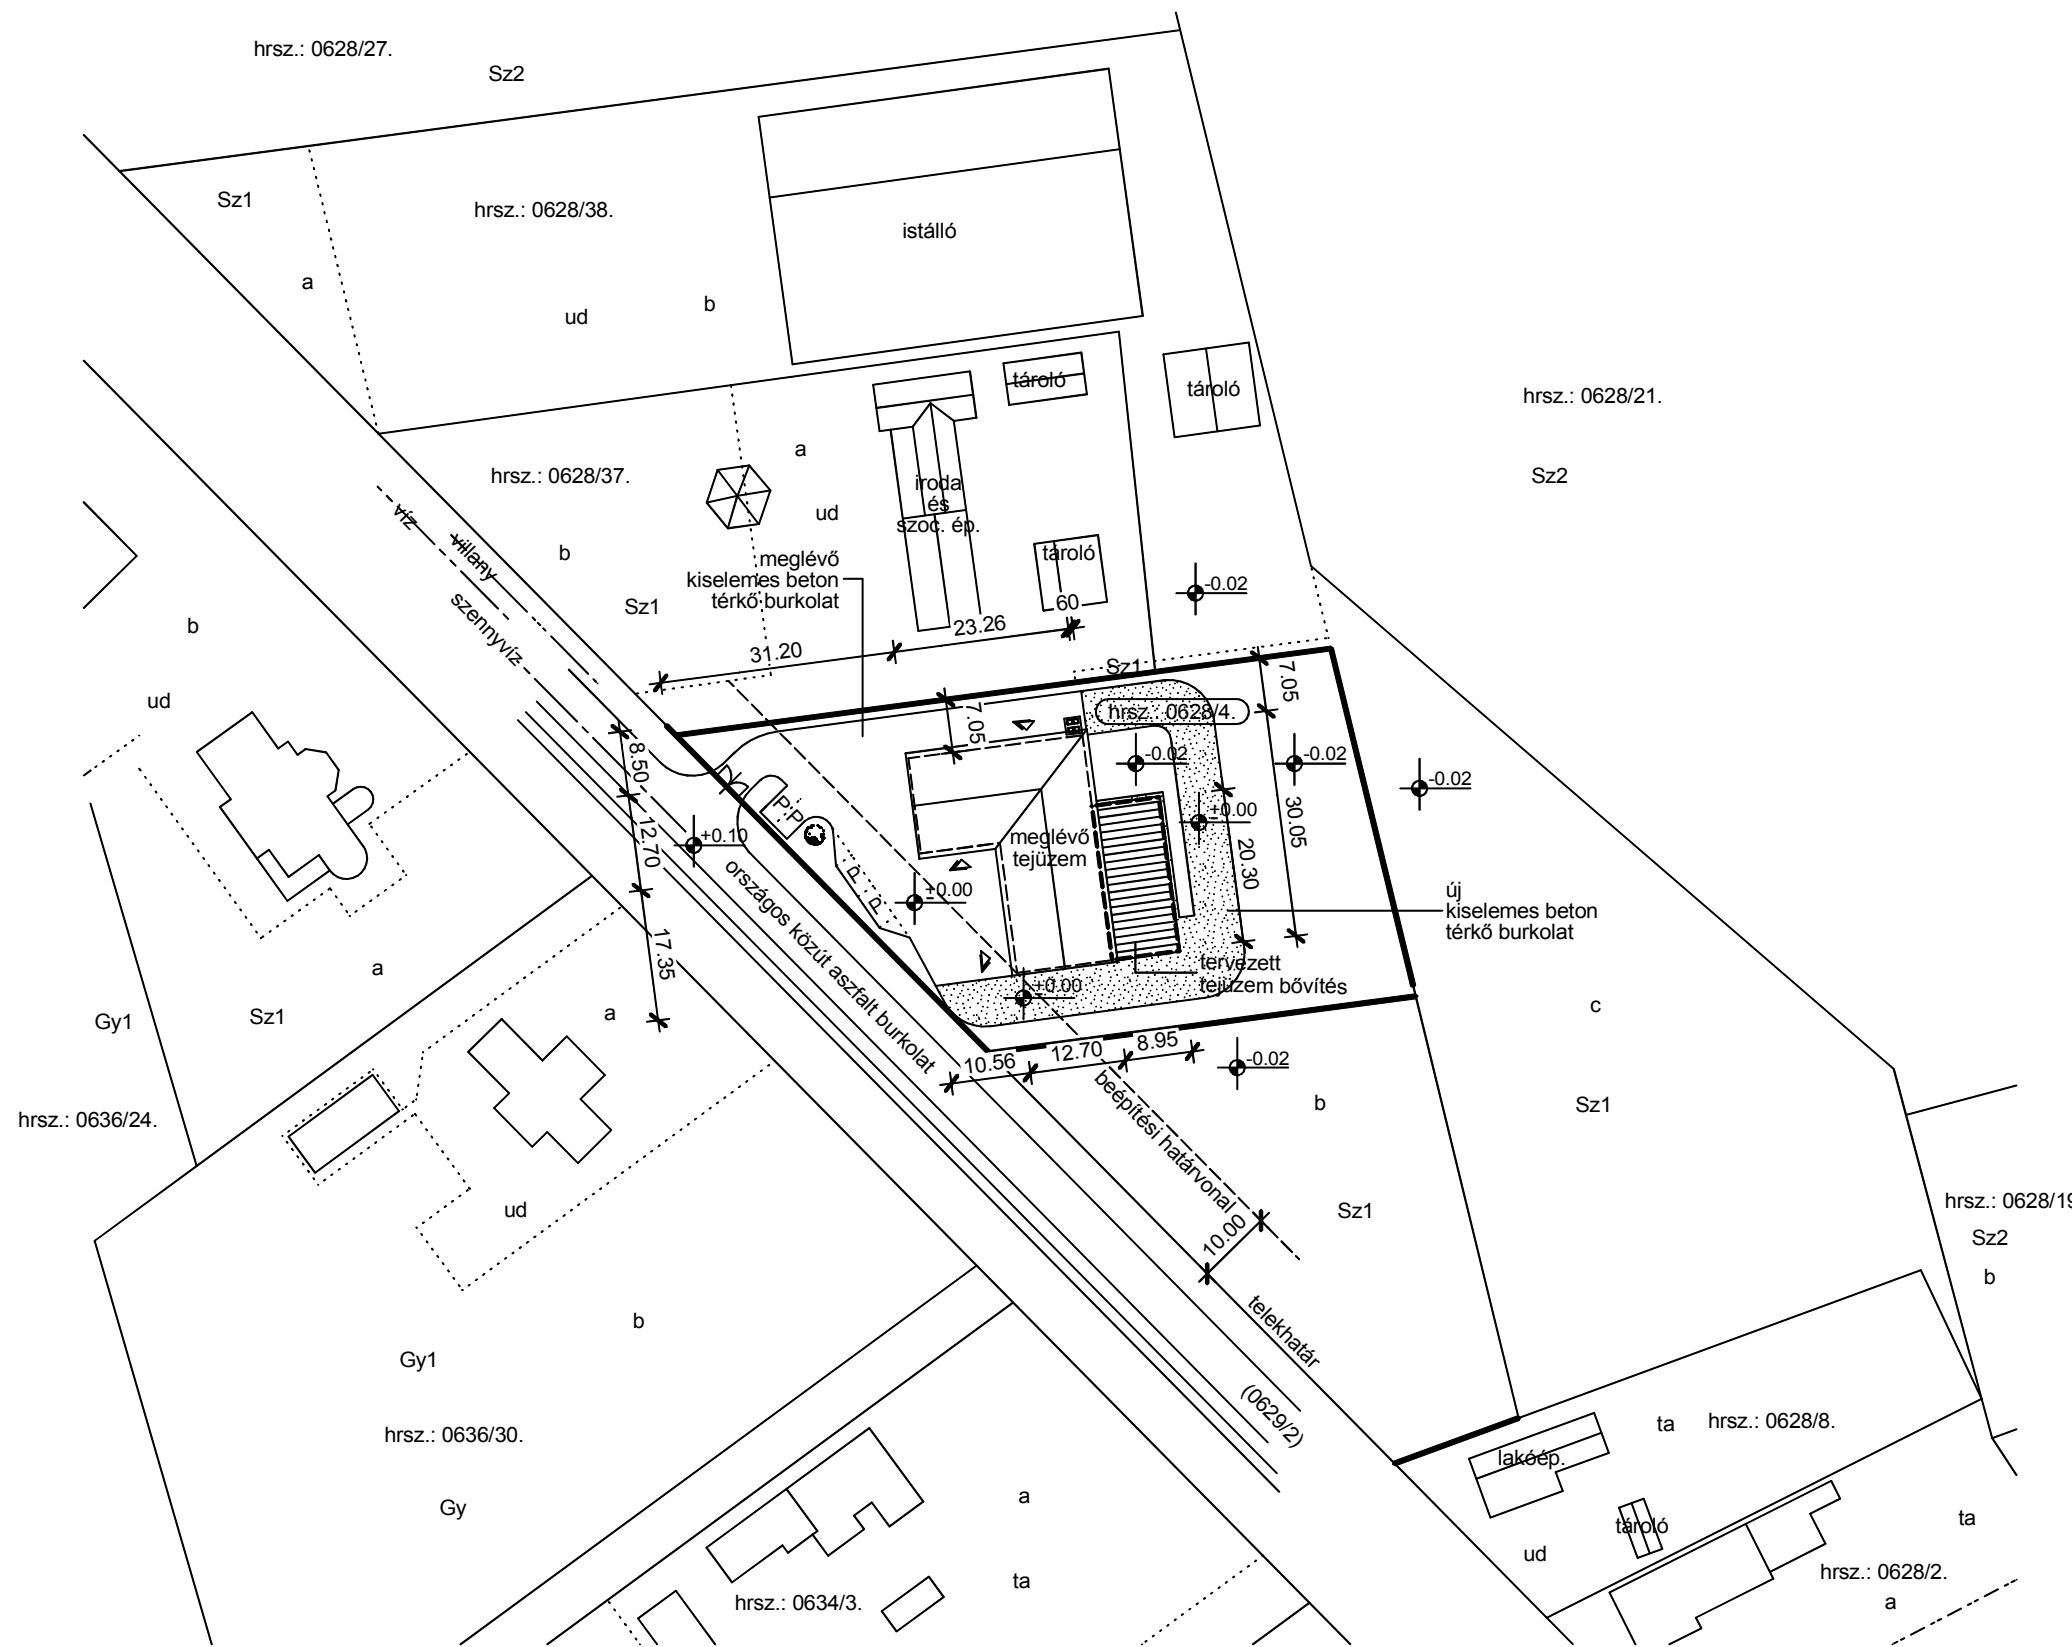 hrsz.: 0628/27.
Sz2
Sz1
hrsz.: 0628/38.
istálló
a
b
ud
tároló
tároló
hrsz.: 0628/21.
Sz2
a
hrsz.: 0628/37.
iroda
és
szoc. ép.
ud
víz
villany
b
meglévő
kiselemes beton
térkő burkolat
tároló
-0.02
szennyvíz
Sz1
60
23.26
31.20
b
ud
Sz1
7.05
7.05
hrsz.: 0628/4.
8.50
-0.02
-0.02
-0.02
P
P
+0.10
12.70
+0.00
30.05
meglévő
tejüzem
20.30
P
P
+0.00
országos közút aszfalt burkolat
új
kiselemes beton
térkő burkolat
17.35
a
tervezett
tejüzem bővítés
+0.00
c
Gy1
Sz1
a
10.56
12.70
8.95
-0.02
beépítési határvonal
b
Sz1
hrsz.: 0636/24.
ud
Sz1
10.00
hrsz.: 0628/19
Sz2
b
telekhatár
b
Gy1
(0629/2)
hrsz.: 0636/30.
ta
hrsz.: 0628/8.
lakóép.
Gy
a
tároló
ta
ud
ta
hrsz.: 0628/2.
hrsz.: 0634/3.
a